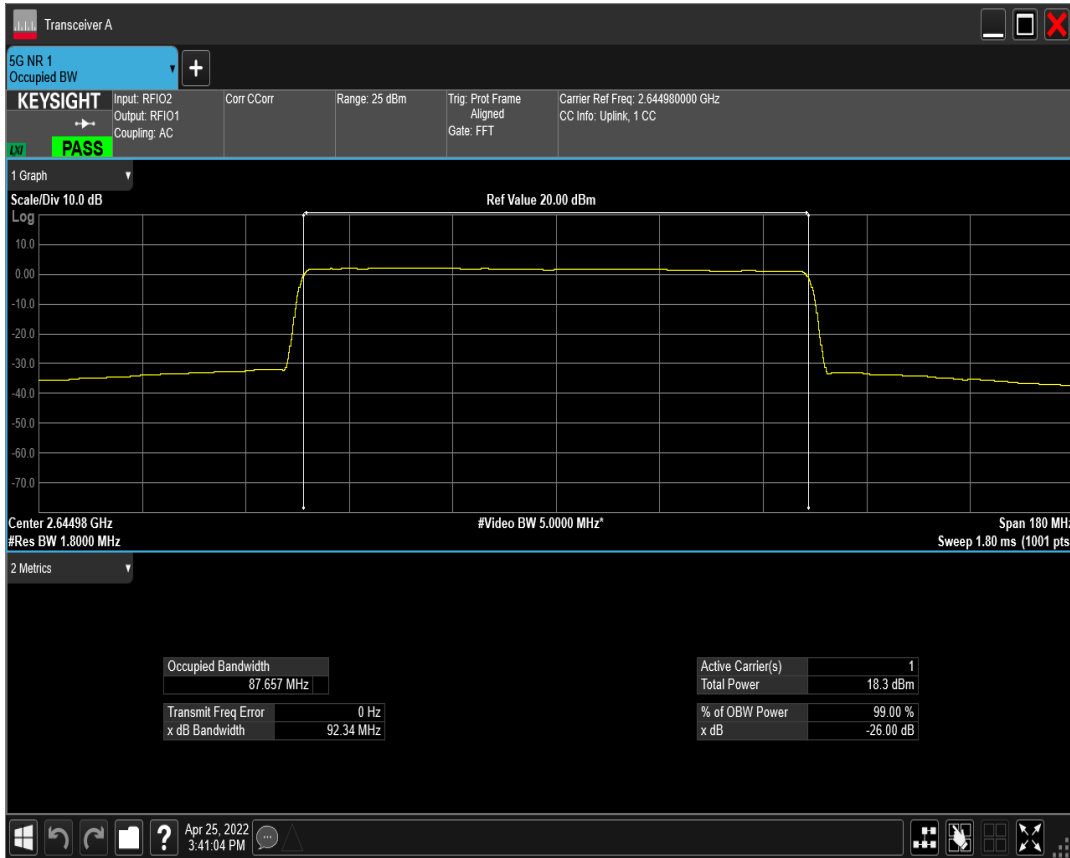 Transceiver A
5G NR 1
Occupied BW
KEYSIGHT
LXI
PASS
Input: RFIO2
Output: RFIO1
Coupling: AC
Corr CCorr
Range: 25 dBm
Trig: Prot Frame
Aligned
Gate: FFT
Carrier Ref Freq: 2.644980000 GHz
CC Info: Uplink, 1 CC
1 Graph
Scale/Div 10.0 dB
Ref Value 20.00 dBm
Log
10.0
0.00
-10.0
-20.0
-30.0
-40.0
-50.0
-60.0
-70.0
Center 2.64498 GHz
#Video BW 5.0000 MHz*
Span 180 MHz
#Res BW 1.8000 MHz
Sweep 1.80 ms (1001 pts
2 Metrics
Occupied Bandwidth
87.657 MHz
Transmit Freq Error 0 Hz
x dB Bandwidth 92.34 MHz
Active Carrier(s) 1
Total Power 18.3 dBm
% of OBW Power 99.00 %
x dB -26.00 dB
?
Apr 25, 2022
3:41:04 PM